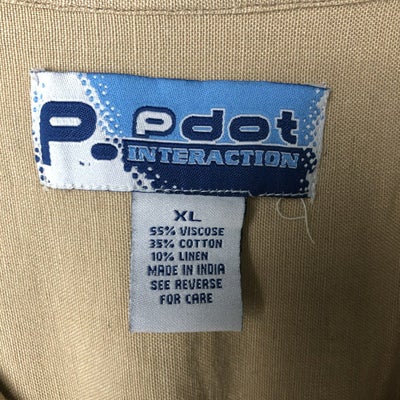 P. Pdot
INTERACTION
XL
55% VISCOSE
35% COTTON
10% LINEN
MADE IN INDIA
SEE REVERSE
FOR CARE